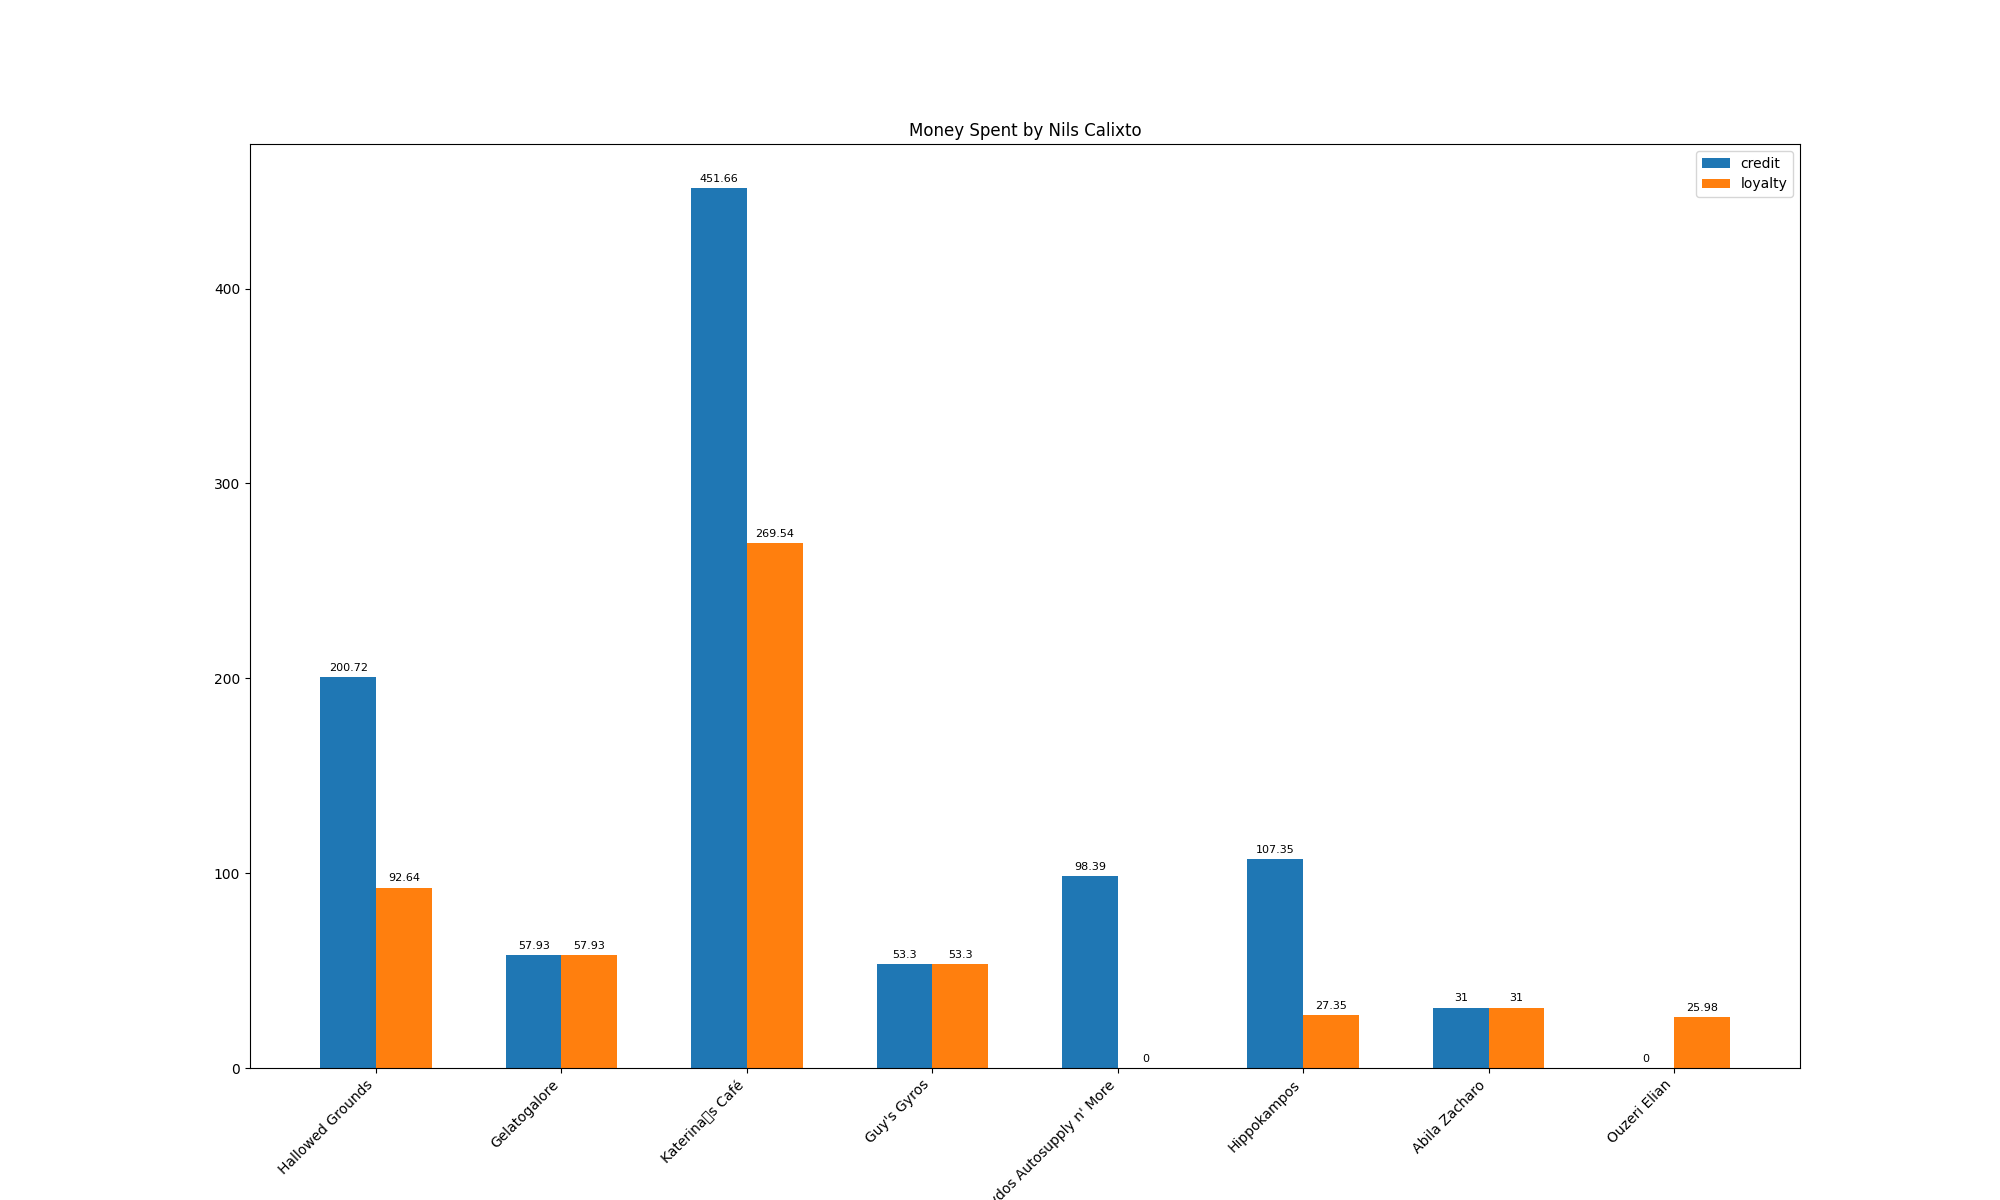 Money Spent by Nils Calixto
credit
loyalty
451.66
400
269.54
300
200.72
200
107.35
98.39
92.64
100
57.93
57.93
53.3
53.3
31
31
27.35
25.98
0
0
0
Hallowed Grounds
Gelatogalore
Katerina▯s Café
Guy's Gyros
Autosupply n' More
Hippokampos
Abila Zacharo
Ouzeri Elian